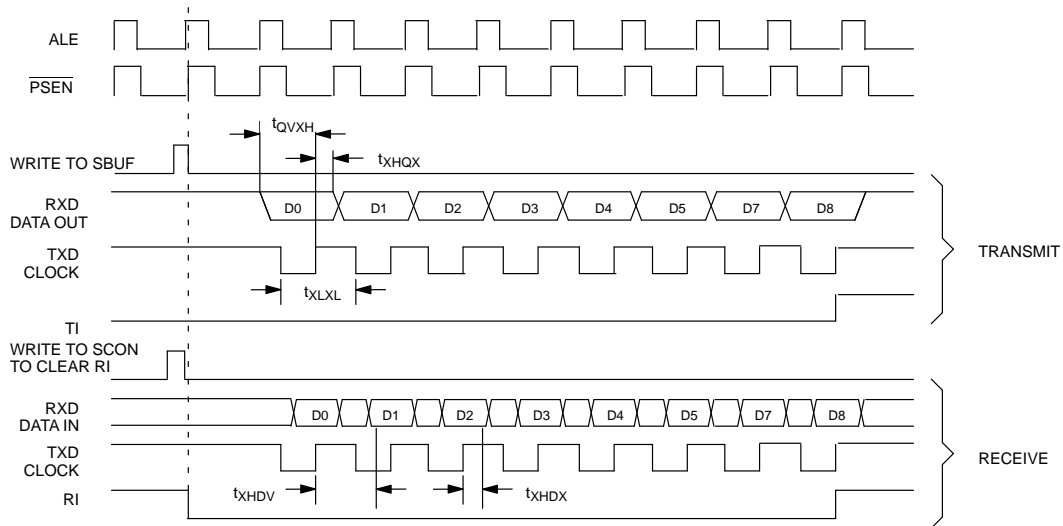 ALE
PSEN
tQVXH
tXHQX
WRITE TO SBUF
RXD
DATA OUT
D0 D1 D2 D3 D4 D5 D7 D8
TXD
CLOCK
TRANSMIT
tXLXL
TI
WRITE TO SCON
TO CLEAR RI
RXD
DATA IN
D0 D1 D2 D3 D4 D5 D7 D8
TXD
CLOCK
RECEIVE
tXHDV
tXHDX
RI